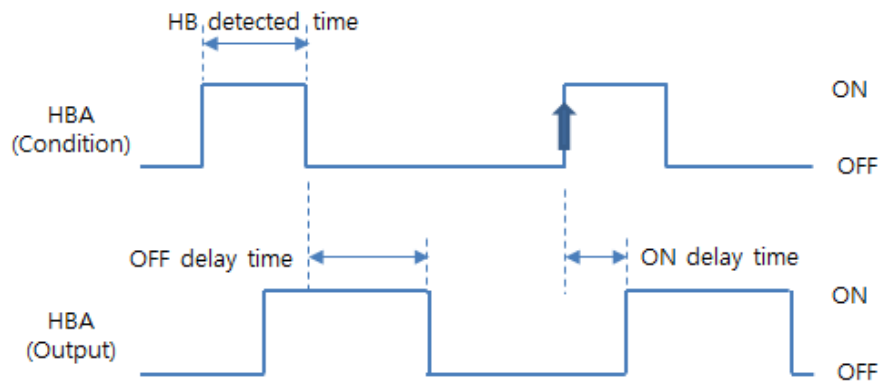 HB detected time
HBA
(Condition)
ON
OFF
OFF delay time
ON delay time
HBA
(Output)
ON
OFF